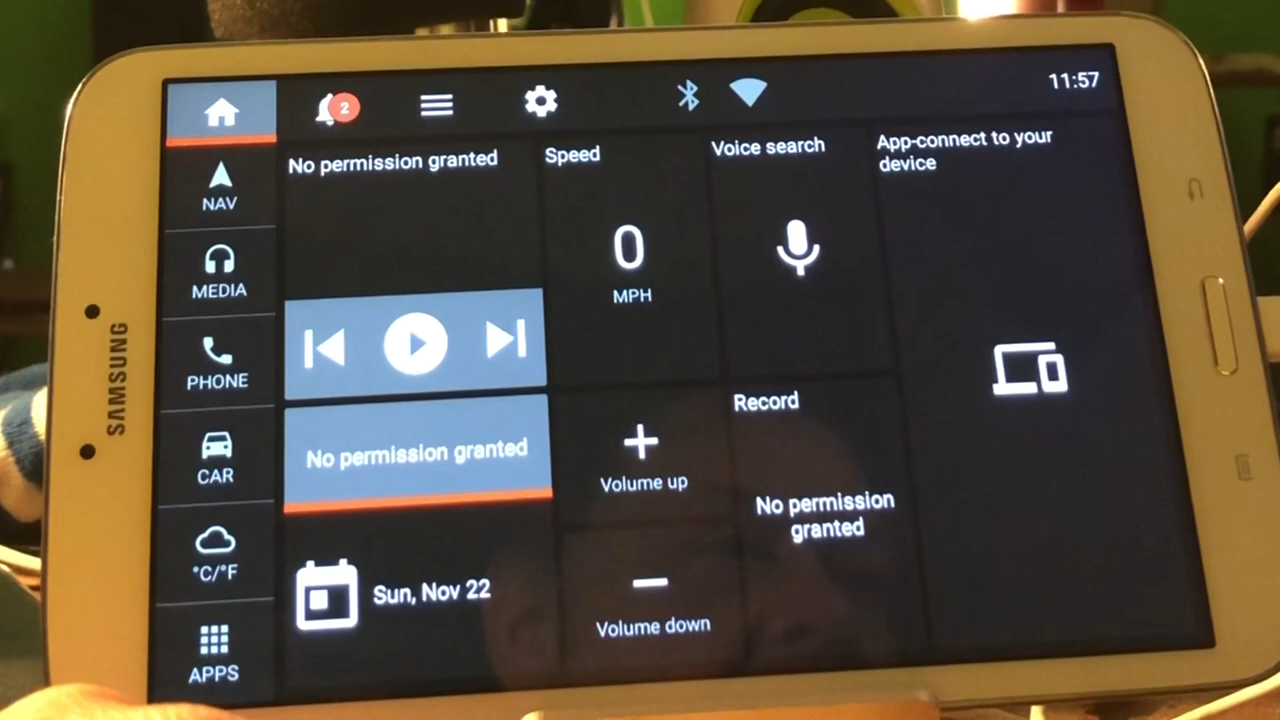 2
11:57
NAV
MEDIA
PHONE
CAR
°C/°F
APPS
No permission granted
No permission granted
Sun, Nov 22
Speed
0
MPH
Volume up
Volume down
Voice search
Record
No permission
granted
App-connect to your
device
SAMSUNG